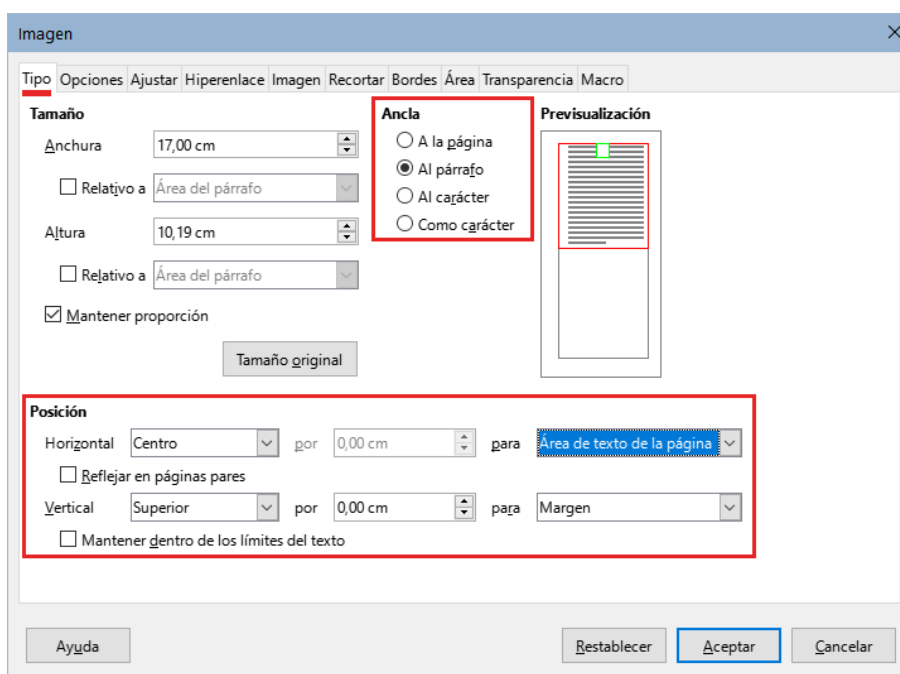 Imagen
Tipo Opciones Ajustar Hiperenlace Imagen Recortar Bordes Área Transparencia Macro
Tamaño
Anchura 17,00 cm
Relativo a Área del párrafo
Altura 10,19 cm
Relativo a Área del párrafo
Mantener proporción
Tamaño original
Ancla
A la página
Al párrafo
Al carácter
Como carácter
Previsualización
Posición
Horizontal Centro por 0,00 cm para Área de texto de la página
Reflejar en páginas pares
Vertical Superior por 0,00 cm para Margen
Mantener dentro de los límites del texto
Ayuda Restablecer Aceptar Cancelar